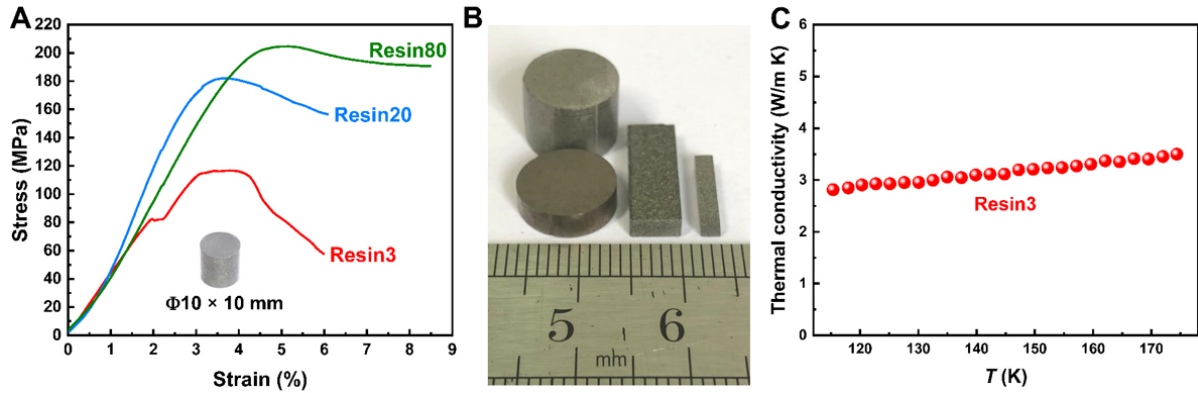 A
Stress (MPa)
220
200
180
160
140
120
100
80
60
40
20
0
0 1 2 3 4 5 6 7 8 9
Strain (%)
Resin80
Resin20
Resin3
Φ10 × 10 mm
B
5 6
mm
C
Thermal conductivity (W/m K)
6
5
4
3
2
1
0
120 130 140 150 160 170
T (K)
Resin3